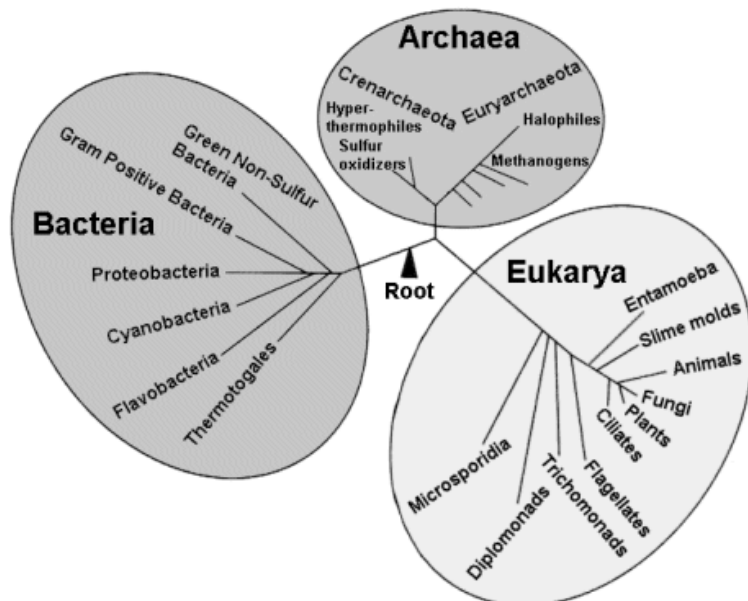 Archaea
Crenarchaeota
Euryarchaeota
Hyper-
thermophiles
Sulfur
oxidizers
Halophiles
Methanogens
Bacteria
Green Non-Sulfur
Bacteria
Gram Positive Bacteria
Proteobacteria
Cyanobacteria
Flavobacteria
Thermotogales
Root
Eukarya
Entamoeba
Slime molds
Animals
Fungi
Plants
Ciliates
Flagellates
Trichomonads
Diplomonads
Microsporidia